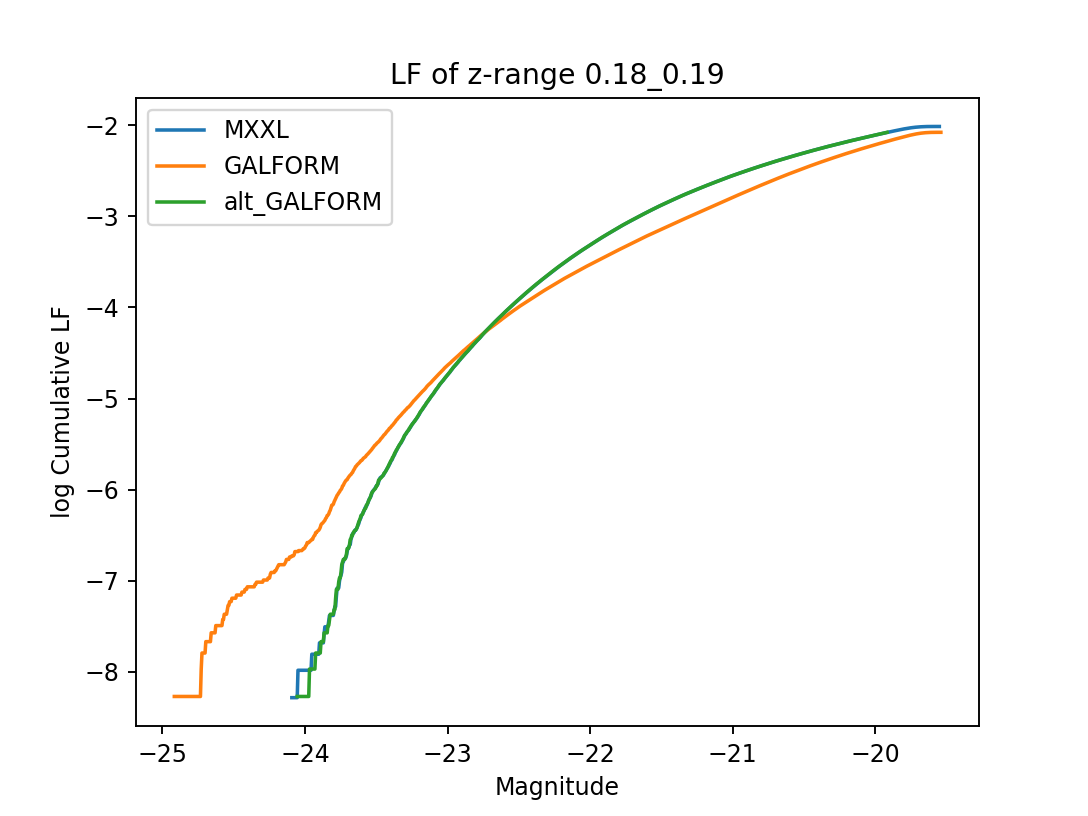 LF of z-range 0.18_0.19
MXXL
GALFORM
alt_GALFORM
−2
−3
−4
−5
−6
−7
−8
log Cumulative LF
−25
−24
−23
−22
−21
−20
Magnitude